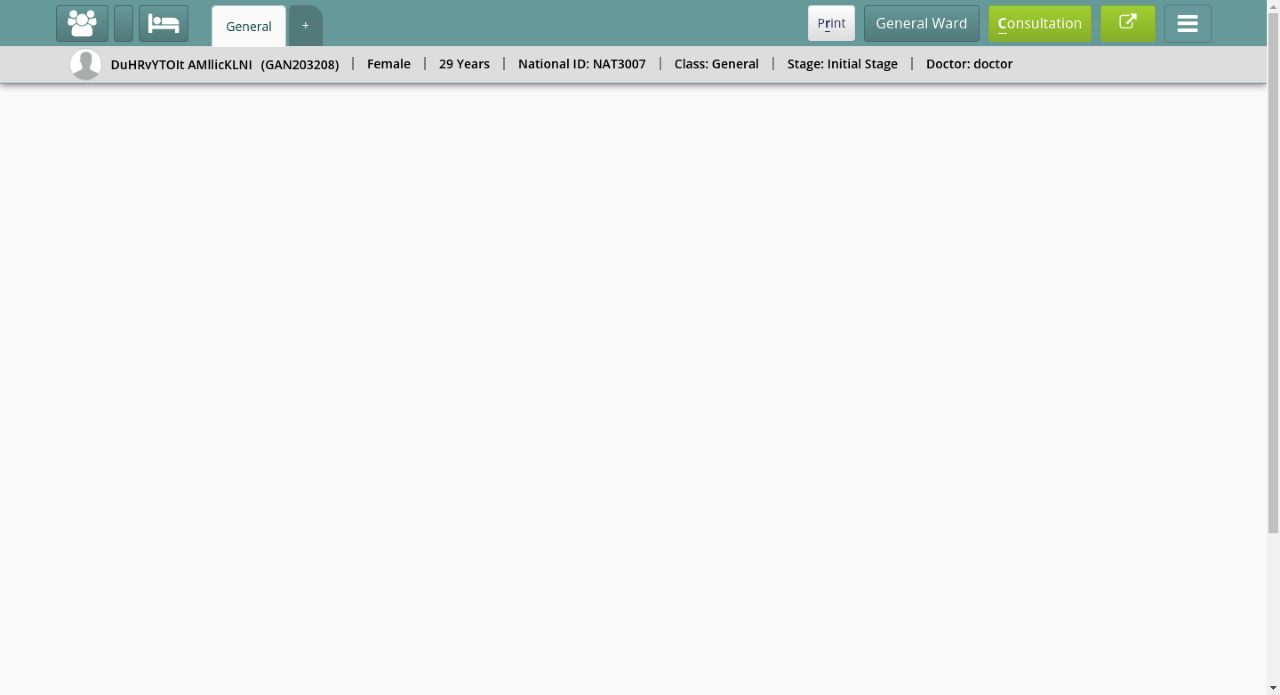 General + Print General Ward Consultation
DuHRvYTOIt AMllicKLNI (GAN203208) | Female | 29 Years | National ID: NAT3007 | Class: General | Stage: Initial Stage | Doctor: doctor